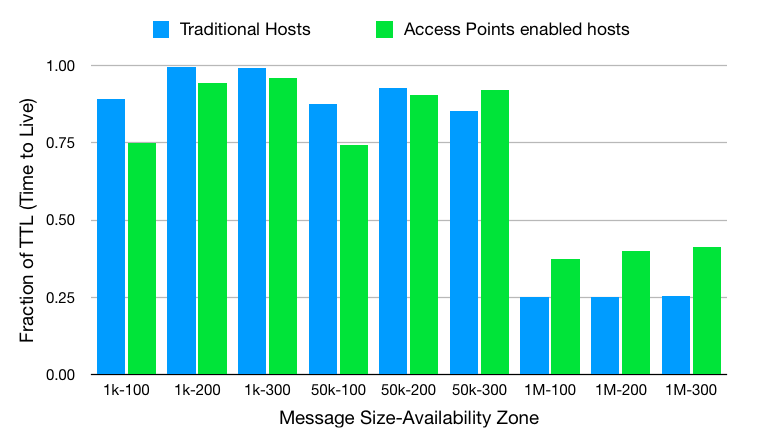 Traditional Hosts
Access Points enabled hosts
Fraction of TTL (Time to Live)
1.00
0.75
0.50
0.25
0.00
1k-100
1k-200
1k-300
50k-100
50k-200
50k-300
1M-100
1M-200
1M-300
Message Size-Availability Zone